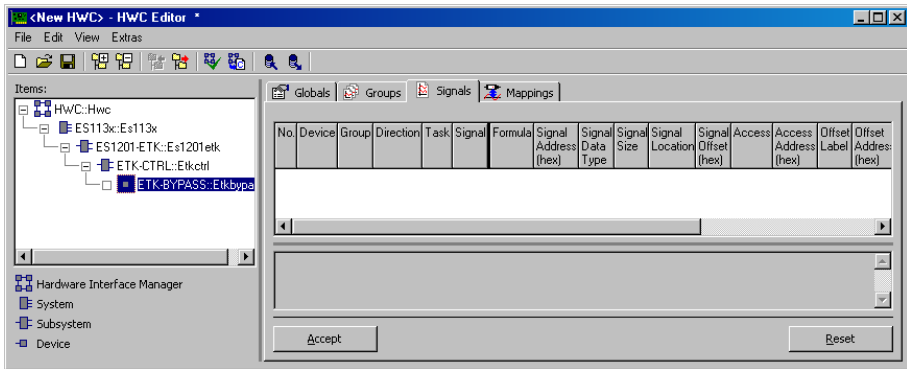 <New HWC> - HWC Editor *
File Edit View Extras
Items:
HWC::Hwc
ES113x::Es113x
ES1201-ETK::Es1201etk
ETK-CTRL::Etkctrl
ETK-BYPASS::Etkbypa
Hardware Interface Manager
System
Subsystem
Device
Globals Groups Signals Mappings
No. Device Group Direction Task Signal Formula Signal Signal Signal Signal Signal Access Access Offset Offset
Address Data Size Location Offset Address Label Addres
(hex) Type (hex) (hex) (hex)
Accept Reset